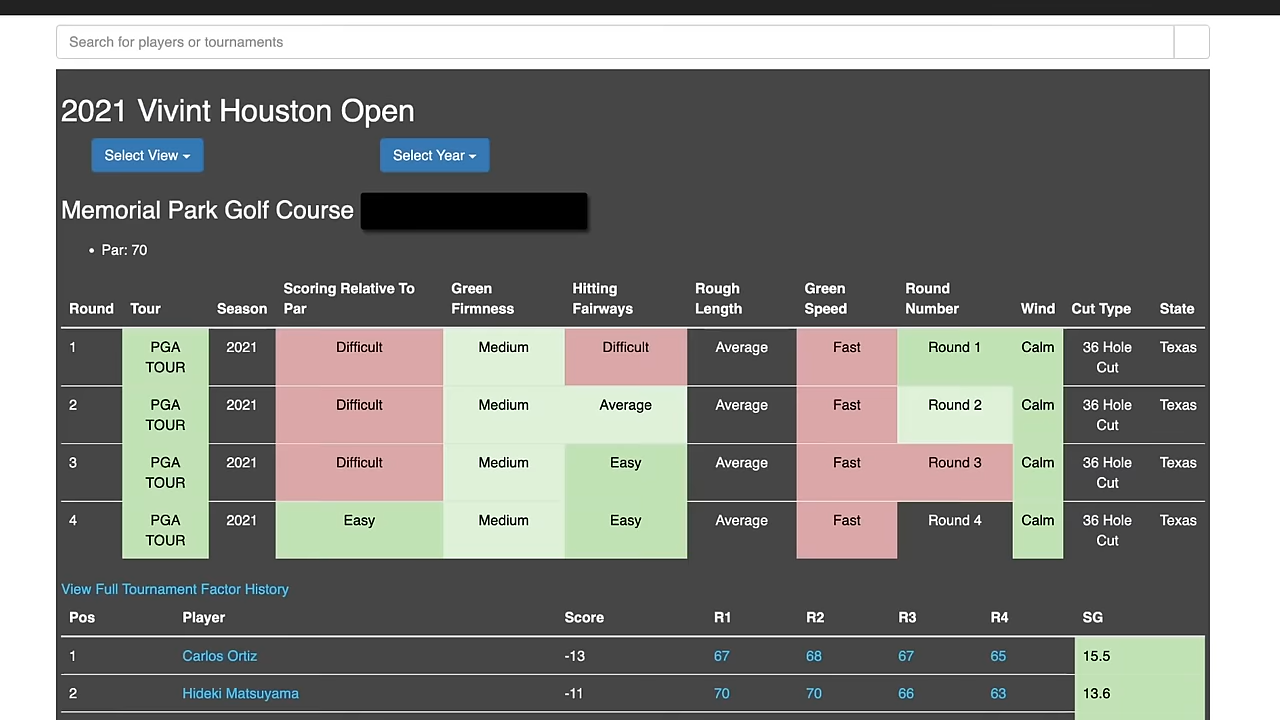 Search for players or tournaments
2021 Vivint Houston Open
Select View
Select Year
Memorial Park Golf Course
• Par: 70
Round Tour Season Scoring Relative To Par Green Firmness Hitting Fairways Rough Length Green Speed Round Number Wind Cut Type State
1 PGA TOUR 2021 Difficult Medium Difficult Average Fast Round 1 Calm 36 Hole Cut Texas
2 PGA TOUR 2021 Difficult Medium Average Average Fast Round 2 Calm 36 Hole Cut Texas
3 PGA TOUR 2021 Difficult Medium Easy Average Fast Round 3 Calm 36 Hole Cut Texas
4 PGA TOUR 2021 Easy Medium Easy Average Fast Round 4 Calm 36 Hole Cut Texas
View Full Tournament Factor History
Pos Player Score R1 R2 R3 R4 SG
1 Carlos Ortiz -13 67 68 67 65 15.5
2 Hideki Matsuyama -11 70 70 66 63 13.6